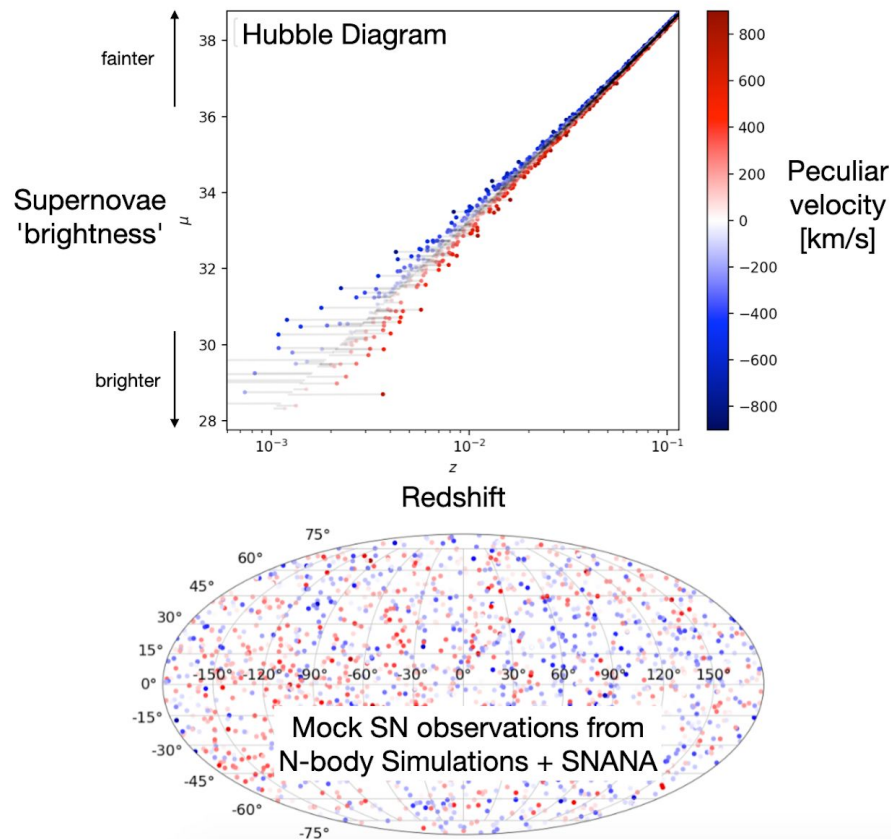 Hubble Diagram
fainter
Supernovae
'brightness'
brighter
μ
38
36
34
32
30
28
10⁻³
10⁻²
10⁻¹
z
Redshift
800
600
400
200
0
−200
−400
−600
−800
Peculiar
velocity
[km/s]
75°
60°
45°
30°
15°
0°
-15°
-30°
-45°
-60°
-75°
-150° -120° -90° -60° -30° 0° 30° 60° 90° 120° 150°
Mock SN observations from
N-body Simulations + SNANA